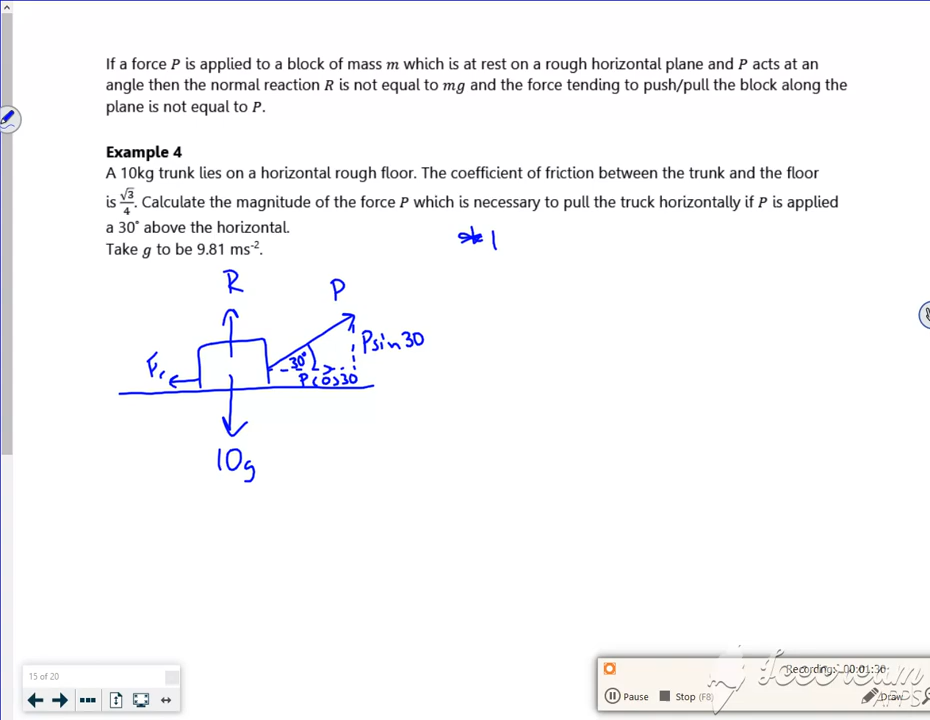 If a force P is applied to a block of mass m which is at rest on a rough horizontal plane and P acts at an
angle then the normal reaction R is not equal to mg and the force tending to push/pull the block along the
plane is not equal to P.
Example 4
A 10kg trunk lies on a horizontal rough floor. The coefficient of friction between the trunk and the floor
is √3/4. Calculate the magnitude of the force P which is necessary to pull the truck horizontally if P is applied
a 30° above the horizontal.
Take g to be 9.81 ms⁻².
R
P
Psin30
30°
Fr
Pcos30
10g
15 of 20
Recording: 00:01:30
Icecream
APPS
Pause
Stop (F8)
Draw